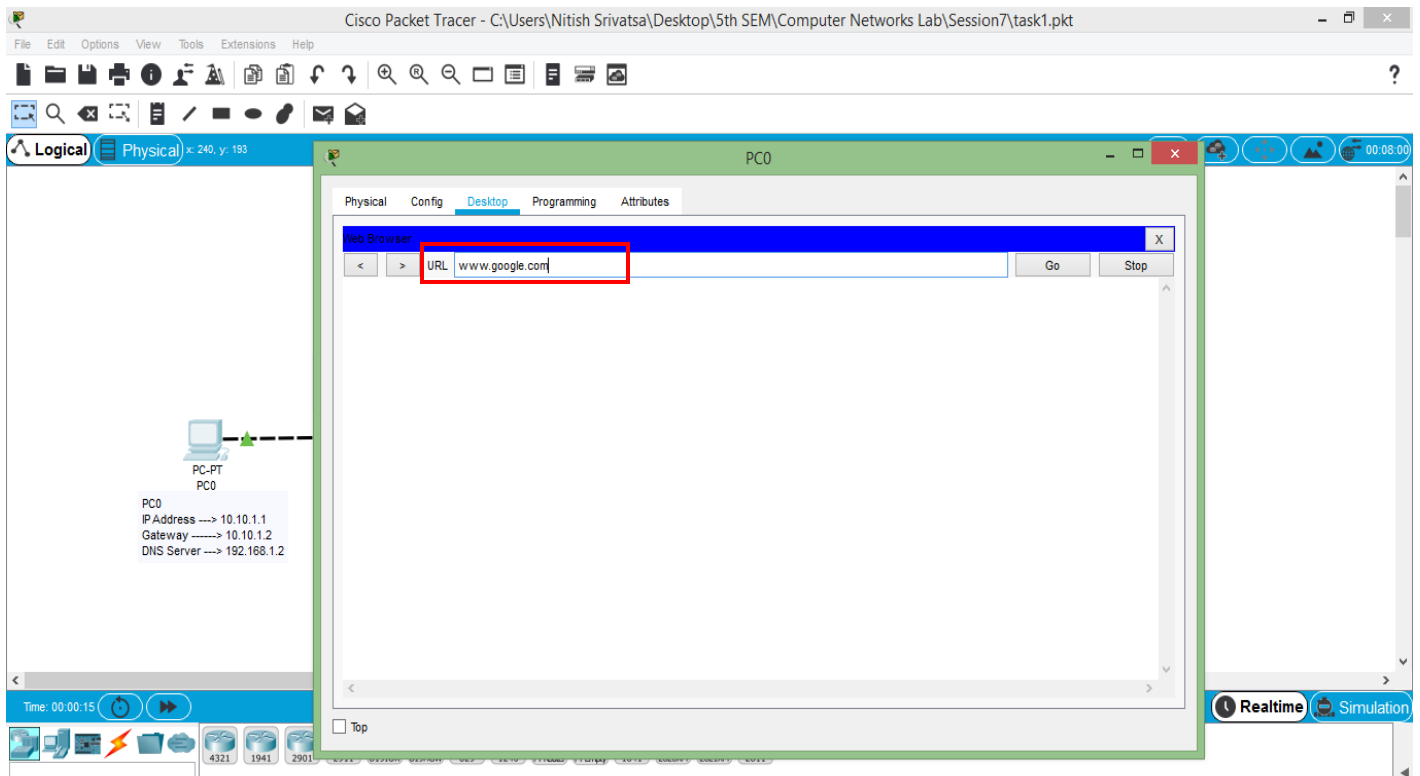 Cisco Packet Tracer - C:\Users\Nitish Srivatsa\Desktop\5th SEM\Computer Networks Lab\Session7\task1.pkt
File Edit Options View Tools Extensions Help
?
Logical Physical x: 240, y: 193
00:08:00
PC0
Physical Config Desktop Programming Attributes
Web Browser
X
< > URL www.google.com Go Stop
PC-PT
PC0
PC0
IP Address ---> 10.10.1.1
Gateway ------> 10.10.1.2
DNS Server ---> 192.168.1.2
Time: 00:00:15
Realtime Simulation
Top
4321 1941 2901